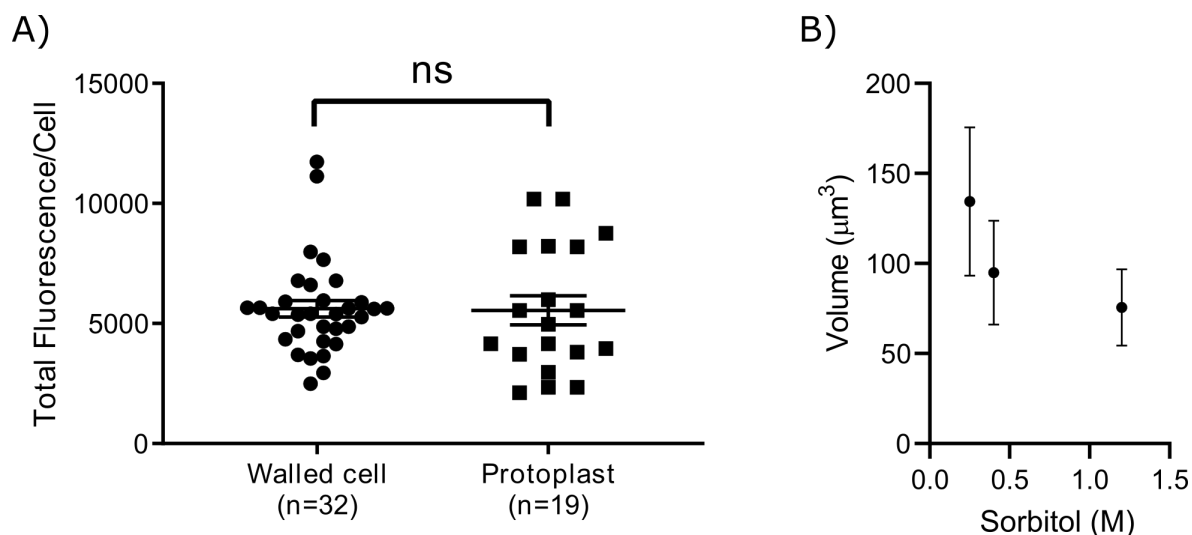 A)
ns
Total Fluorescence/Cell
15000
10000
5000
0
Walled cell
(n=32)
Protoplast
(n=19)
B)
Volume (μm³)
200
150
100
50
0
0.0 0.5 1.0 1.5
Sorbitol (M)